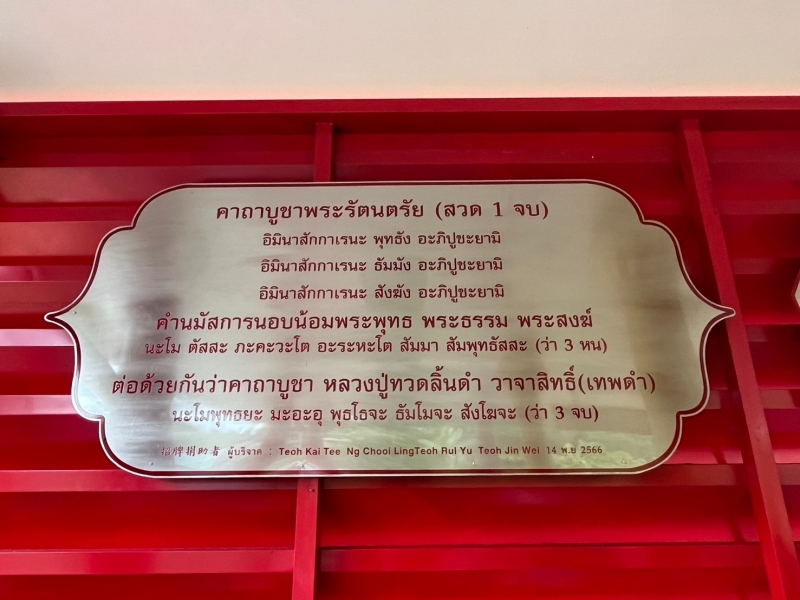 คาถาบูชาพระรัตนตรัย (สวด 1 จบ)
อิมินาสักกาเรนะ พุทธัง อะภิปูชะยามิ
อิมินาสักกาเรนะ ธัมมัง อะภิปูชะยามิ
อิมินาสักกาเรนะ สังฆัง อะภิปูชะยามิ
คำนมัสการนอบน้อมพระพุทธ พระธรรม พระสงฆ์
นะโม ตัสสะ ภะคะวะโต อะระหะโต สัมมา สัมพุทธัสสะ (ว่า 3 หน)
ต่อด้วยกันว่าคาถาบูชา หลวงปู่ทวดลิ้นดำ วาจาสิทธิ์(เทพดำ)
นะโมพุทธยะ มะอะอุ พุธโธจะ ธัมโมจะ สังโฆจะ (ว่า 3 จบ)
招牌捐助者 ผู้บริจาค : Teoh Kai Tee Ng Chooi LingTeoh Rui Yu Teoh Jin Wei 14 พ.ย 2566